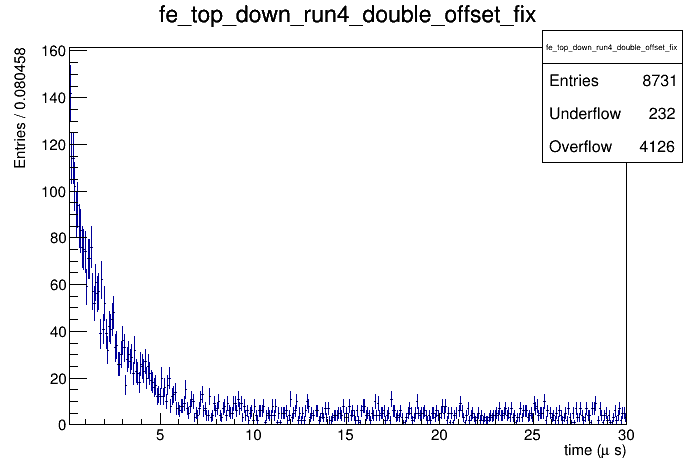 fe_top_down_run4_double_offset_fix
fe_top_down_run4_double_offset_fix
Entries 8731
Underflow 232
Overflow 4126
Entries / 0.080458
160
140
120
100
80
60
40
20
0
5 10 15 20 25 30
time (μ s)